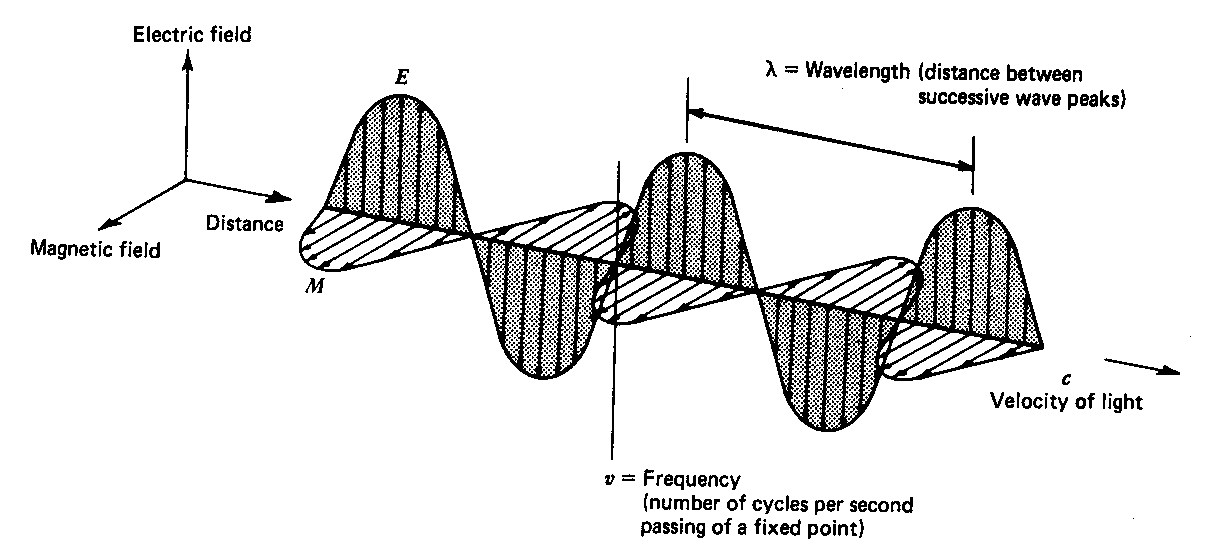 Electric field
E
λ = Wavelength (distance between
successive wave peaks)
Distance
Magnetic field
M
c
Velocity of light
ν = Frequency
(number of cycles per second
passing of a fixed point)